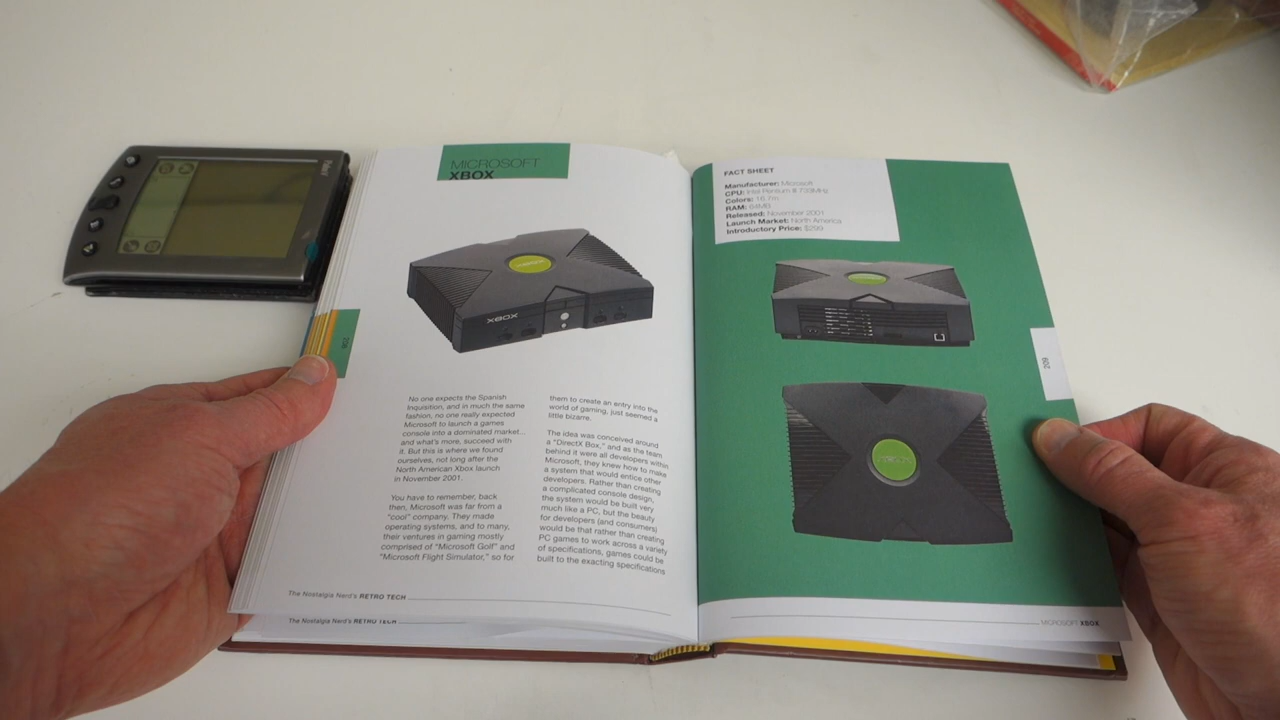 Palm
MICROSOFT
XBOX
XBOX
208
No one expects the Spanish
Inquisition, and in much the same
fashion, no one really expected
Microsoft to launch a games
console into a dominated market...
and what's more, succeed with
it. But this is where we found
ourselves, not long after the
North American Xbox launch
in November 2001.
You have to remember, back
then, Microsoft was far from a
"cool" company. They made
operating systems, and to many,
their ventures in gaming mostly
comprised of "Microsoft Golf" and
"Microsoft Flight Simulator," so for
them to create an entry into the
world of gaming, just seemed a
little bizarre.
The idea was conceived around
a "DirectX Box," and as the team
behind it were all developers within
Microsoft, they knew how to make
a system that would entice other
developers. Rather than creating
a complicated console design,
the system would be built very
much like a PC, but the beauty
for developers (and consumers)
would be that rather than creating
PC games to work across a variety
of specifications, games could be
built to the exacting specifications
The Nostalgia Nerd's RETRO TECH
The Nostalgia Nerd's RETRO TECH
FACT SHEET
Manufacturer: Microsoft
CPU: Intel Pentium III 733MHz
Colors: 16.7m
RAM: 64MB
Released: November 2001
Launch Market: North America
Introductory Price: $299
XBOX
209
MICROSOFT XBOX